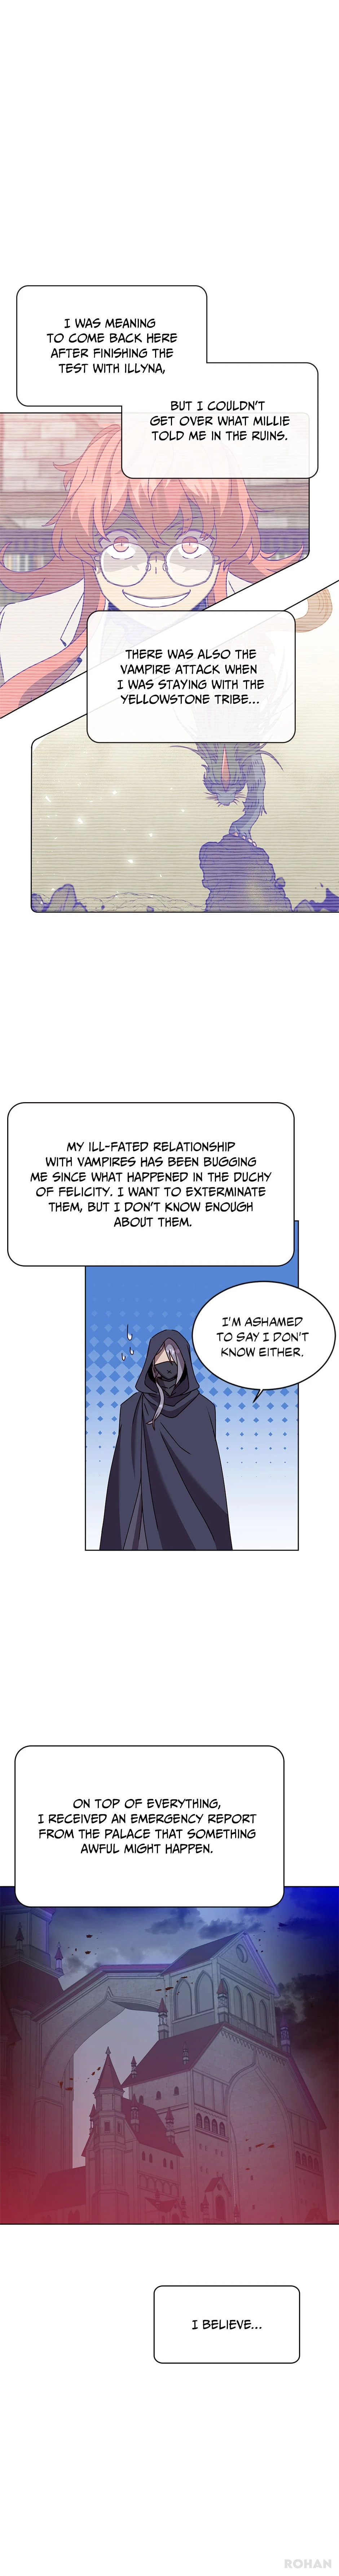 I WAS MEANING
TO COME BACK HERE
AFTER FINISHING THE
TEST WITH ILLYNA,
BUT I COULDN'T
GET OVER WHAT MILLIE
TOLD ME IN THE RUINS.
THERE WAS ALSO THE
VAMPIRE ATTACK WHEN
I WAS STAYING WITH THE
YELLOWSTONE TRIBE...
MY ILL-FATED RELATIONSHIP
WITH VAMPIRES HAS BEEN BUGGING
ME SINCE WHAT HAPPENED IN THE DUCHY
OF FELICITY. I WANT TO EXTERMINATE
THEM, BUT I DON'T KNOW ENOUGH
ABOUT THEM.
I'M ASHAMED
TO SAY I DON'T
KNOW EITHER.
ON TOP OF EVERYTHING,
I RECEIVED AN EMERGENCY REPORT
FROM THE PALACE THAT SOMETHING
AWFUL MIGHT HAPPEN.
I BELIEVE...
ROHAN